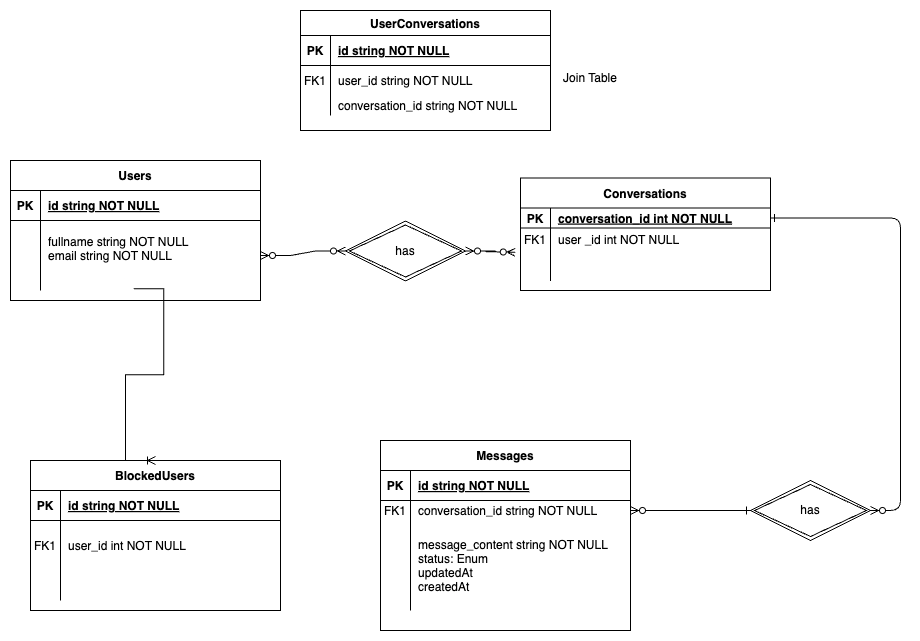 UserConversations
PK id string NOT NULL
FK1 user_id string NOT NULL
conversation_id string NOT NULL
Join Table
Users
PK id string NOT NULL
fullname string NOT NULL
email string NOT NULL
has
Conversations
PK conversation_id int NOT NULL
FK1 user _id int NOT NULL
BlockedUsers
PK id string NOT NULL
FK1 user_id int NOT NULL
Messages
PK id string NOT NULL
FK1 conversation_id string NOT NULL
message_content string NOT NULL
status: Enum
updatedAt
createdAt
has